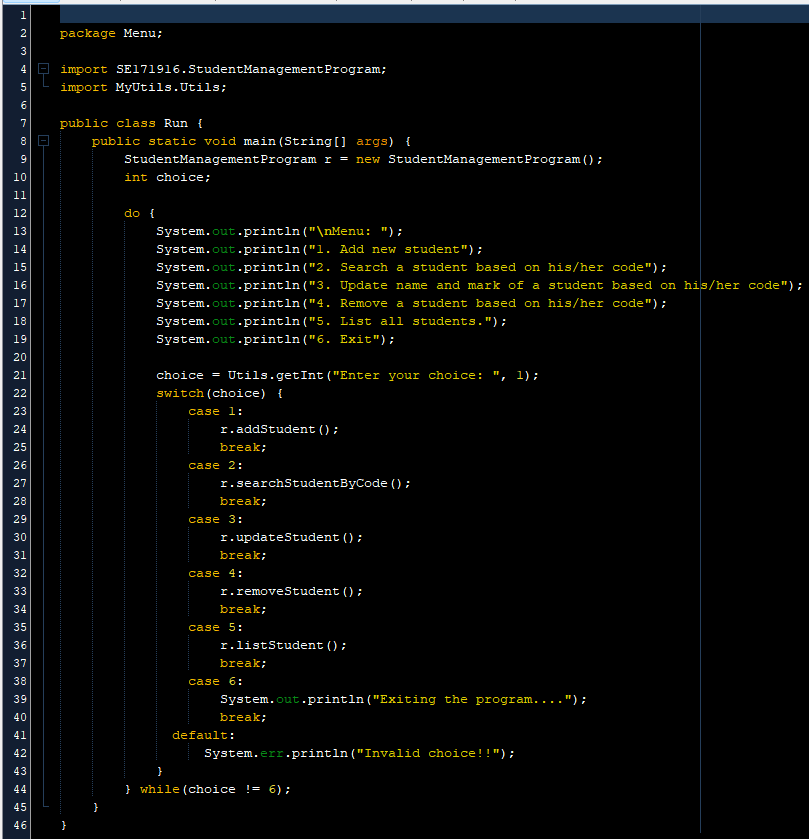 1
2 package Menu;
3
4 import SE171916.StudentManagementProgram;
5 import MyUtils.Utils;
6
7 public class Run {
8     public static void main(String[] args) {
9         StudentManagementProgram r = new StudentManagementProgram();
10         int choice;
11
12         do {
13             System.out.println("\nMenu: ");
14             System.out.println("1. Add new student");
15             System.out.println("2. Search a student based on his/her code");
16             System.out.println("3. Update name and mark of a student based on his/her code");
17             System.out.println("4. Remove a student based on his/her code");
18             System.out.println("5. List all students.");
19             System.out.println("6. Exit");
20
21             choice = Utils.getInt("Enter your choice: ", 1);
22             switch(choice) {
23                 case 1:
24                     r.addStudent();
25                     break;
26                 case 2:
27                     r.searchStudentByCode();
28                     break;
29                 case 3:
30                     r.updateStudent();
31                     break;
32                 case 4:
33                     r.removeStudent();
34                     break;
35                 case 5:
36                     r.listStudent();
37                     break;
38                 case 6:
39                     System.out.println("Exiting the program....");
40                     break;
41               default:
42                   System.err.println("Invalid choice!!");
43             }
44         } while(choice != 6);
45     }
46 }